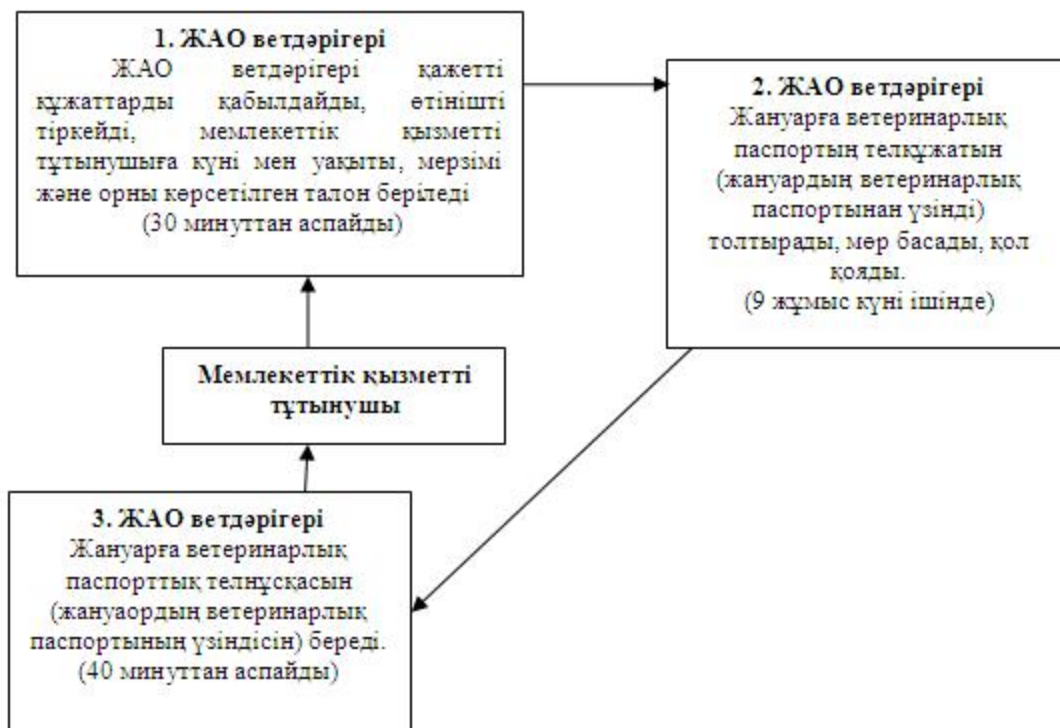 1. ЖАО ветдәрігері
ЖАО ветдәрігері қажетті
құжаттарды қабылдайды, өтінішті
тіркейді, мемлекеттік қызметті
тұтынушыға күні мен уақыты, мерзімі
және орны көрсетілген талон беріледі
(30 минуттан аспайды)
2. ЖАО ветдәрігері
Жануарға ветеринарлық
паспортың телқұжатын
(жануардың ветеринарлық
паспортынан үзінді)
толтырады, мөр басады, қол
қояды.
(9 жұмыс күні ішінде)
Мемлекеттік қызметті
тұтынушы
3. ЖАО ветдәрігері
Жануарға ветеринарлық
паспорттық телнұсқасын
(жануаордың ветеринарлық
паспортының үзіндісін) береді.
(40 минуттан аспайды)